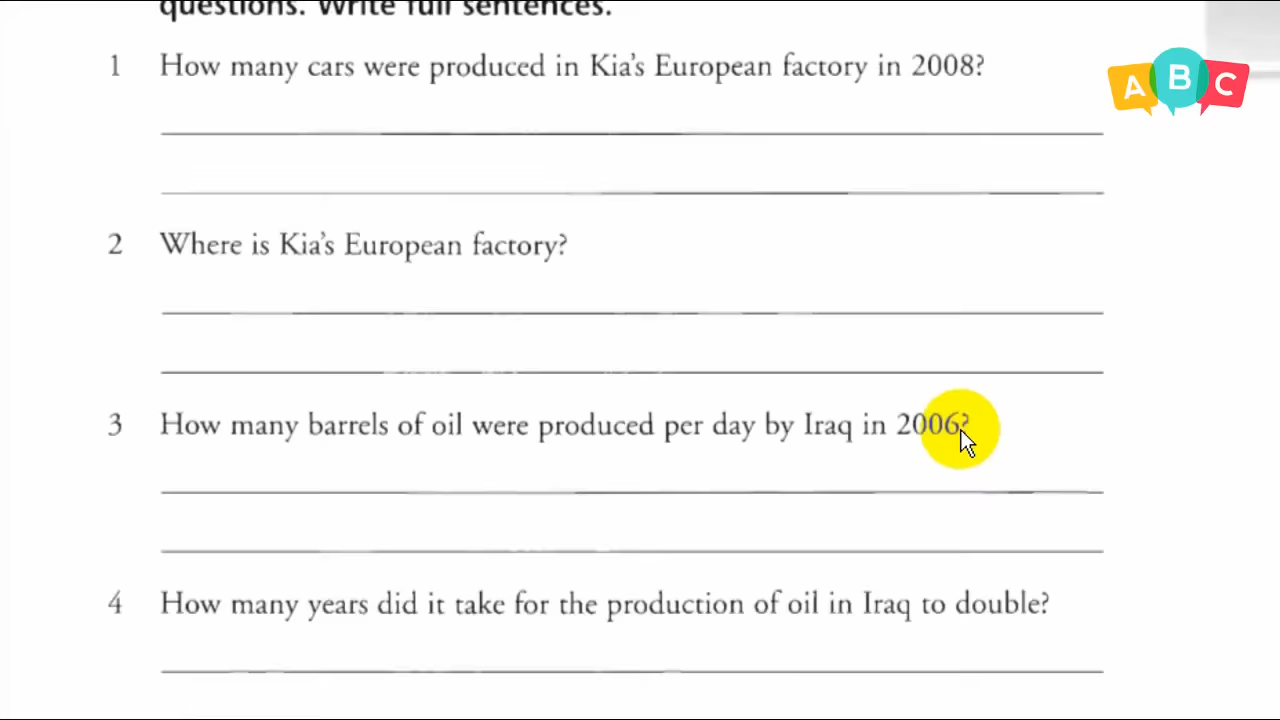 questions. Write full sentences.
A B C
1 How many cars were produced in Kia's European factory in 2008?
2 Where is Kia's European factory?
3 How many barrels of oil were produced per day by Iraq in 2006?
4 How many years did it take for the production of oil in Iraq to double?